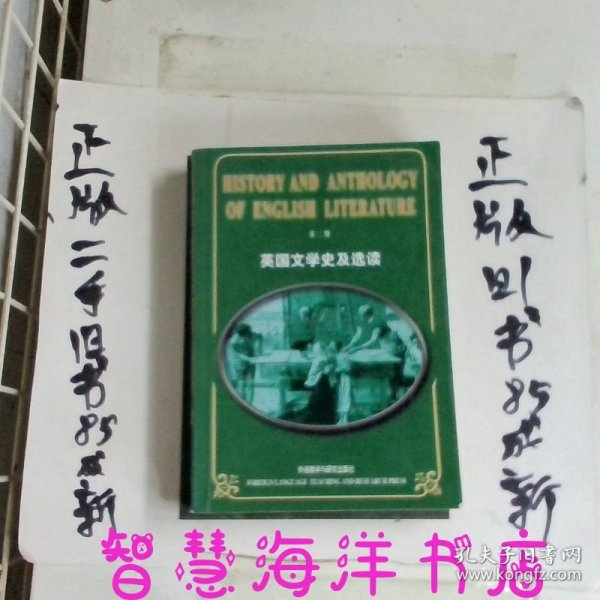 正版二手旧书85成新
HISTORY AND ANTHOLOGY
OF ENGLISH LITERATURE
英国文学史及选读
外语教学与研究出版社
FOREIGN LANGUAGE TEACHING AND RESEARCH PRESS
正版旧书85成新
智慧海洋书店
孔夫子旧书网
www.kongfz.com